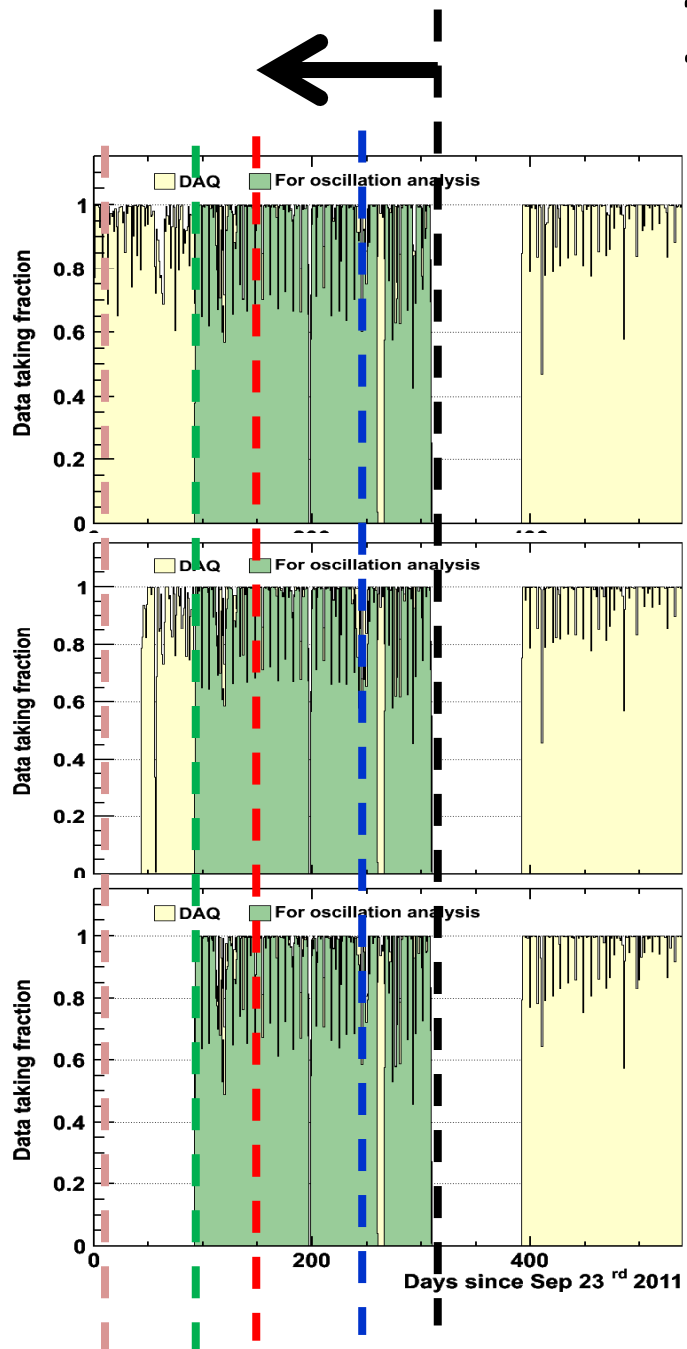 DAQ For oscillation analysis
Data taking fraction
1
0.8
0.6
0.4
0.2
0
DAQ For oscillation analysis
Data taking fraction
1
0.8
0.6
0.4
0.2
0
DAQ For oscillation analysis
Data taking fraction
1
0.8
0.6
0.4
0.2
0
0 200 400
Days since Sep 23 rd 2011